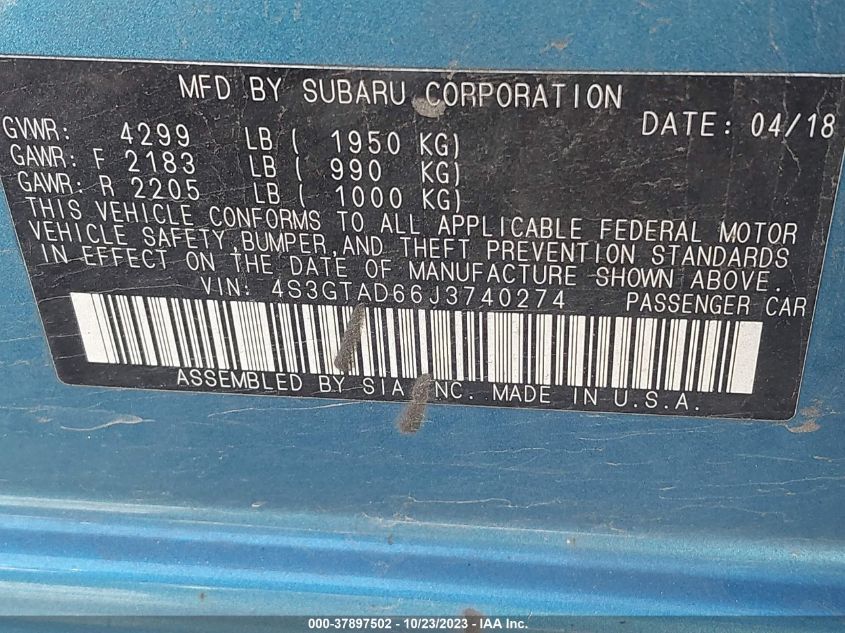 MFD BY SUBARU CORPORATION
GVWR: 4299 LB ( 1950 KG) DATE: 04/18
GAWR: F 2183 LB ( 990 KG)
GAWR: R 2205 LB ( 1000 KG)
THIS VEHICLE CONFORMS TO ALL APPLICABLE FEDERAL MOTOR
VEHICLE SAFETY, BUMPER, AND THEFT PREVENTION STANDARDS
IN EFFECT ON THE DATE OF MANUFACTURE SHOWN ABOVE.
VIN: 4S3GTAD66J3740274 PASSENGER CAR
ASSEMBLED BY SIA INC. MADE IN U.S.A.
000-37897502 - 10/23/2023 - IAA Inc.